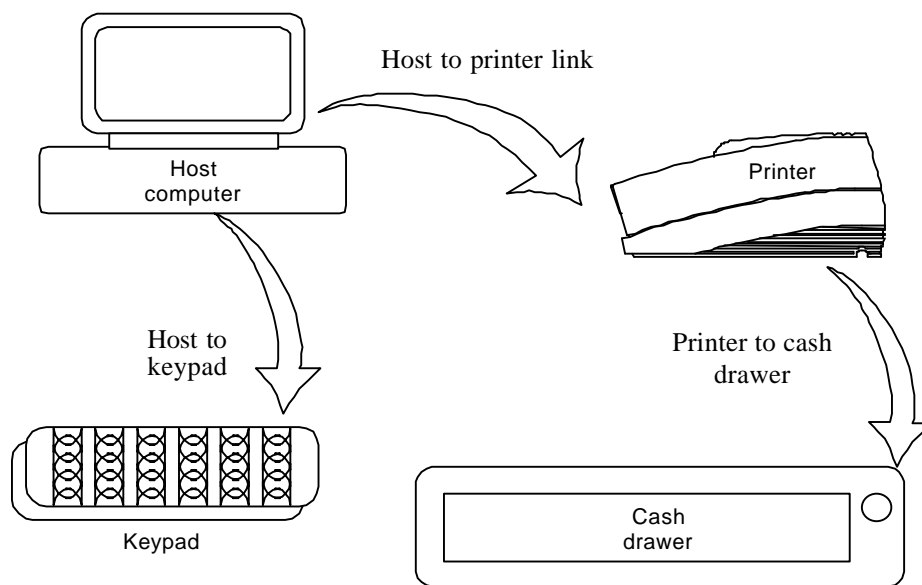 Host to printer link
Host
computer
Printer
Host to
keypad
Printer to cash
drawer
Keypad
Cash
drawer